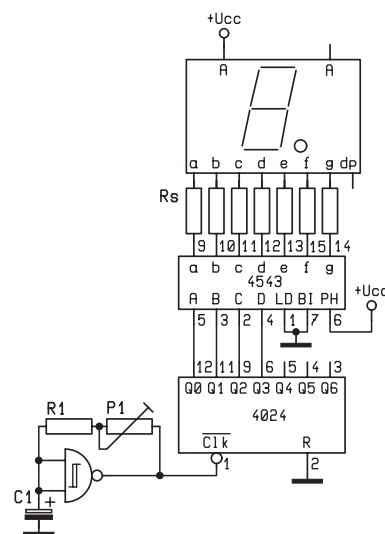 +Ucc
A A
a b c d e f g dp
Rs
9 10 11 12 13 15 14
a b c d e f g
4543
A B C D LD BI PH
+Ucc
5 3 2 4 1 7 6
12 11 9 6 5 4 3
Q0 Q1 Q2 Q3 Q4 Q5 Q6
4024
Clk R
1 2
R1 P1
C1 +